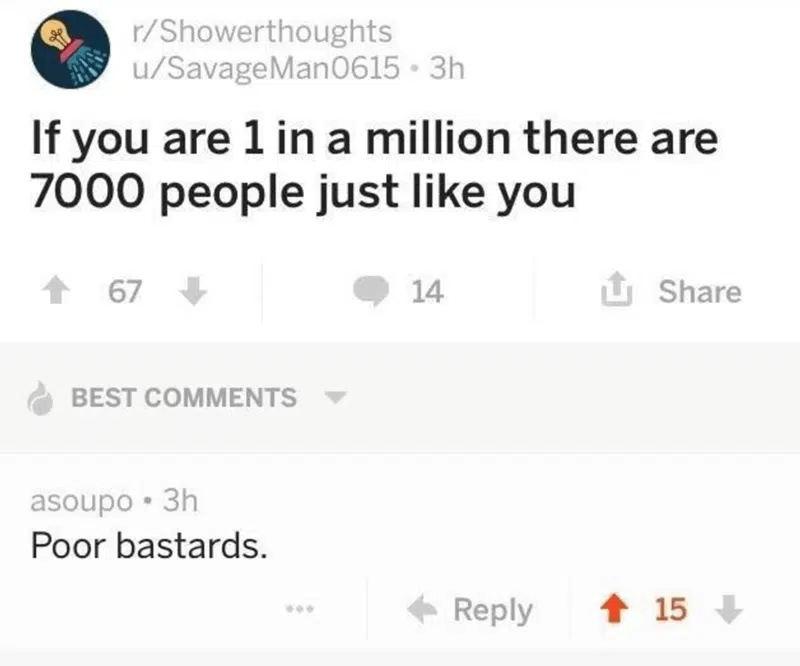 r/Showerthoughts
u/SavageMan0615 • 3h
If you are 1 in a million there are
7000 people just like you
67
14
Share
BEST COMMENTS
asoupo • 3h
Poor bastards.
Reply
15